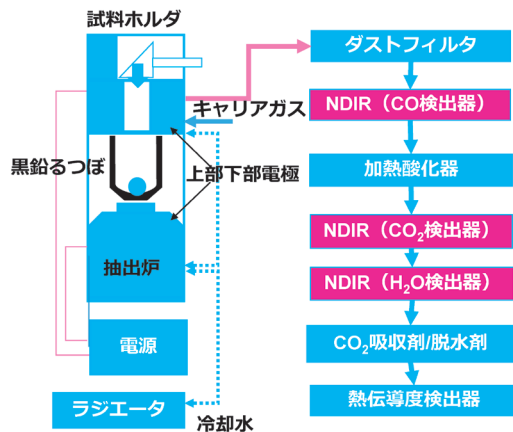 試料ホルダ
キャリアガス
黒鉛るつぼ
上部下部電極
抽出炉
電源
ラジエータ
冷却水
ダストフィルタ
NDIR（CO検出器）
加熱酸化器
NDIR（CO₂検出器）
NDIR（H₂O検出器）
CO₂吸収剤/脱水剤
熱伝導度検出器